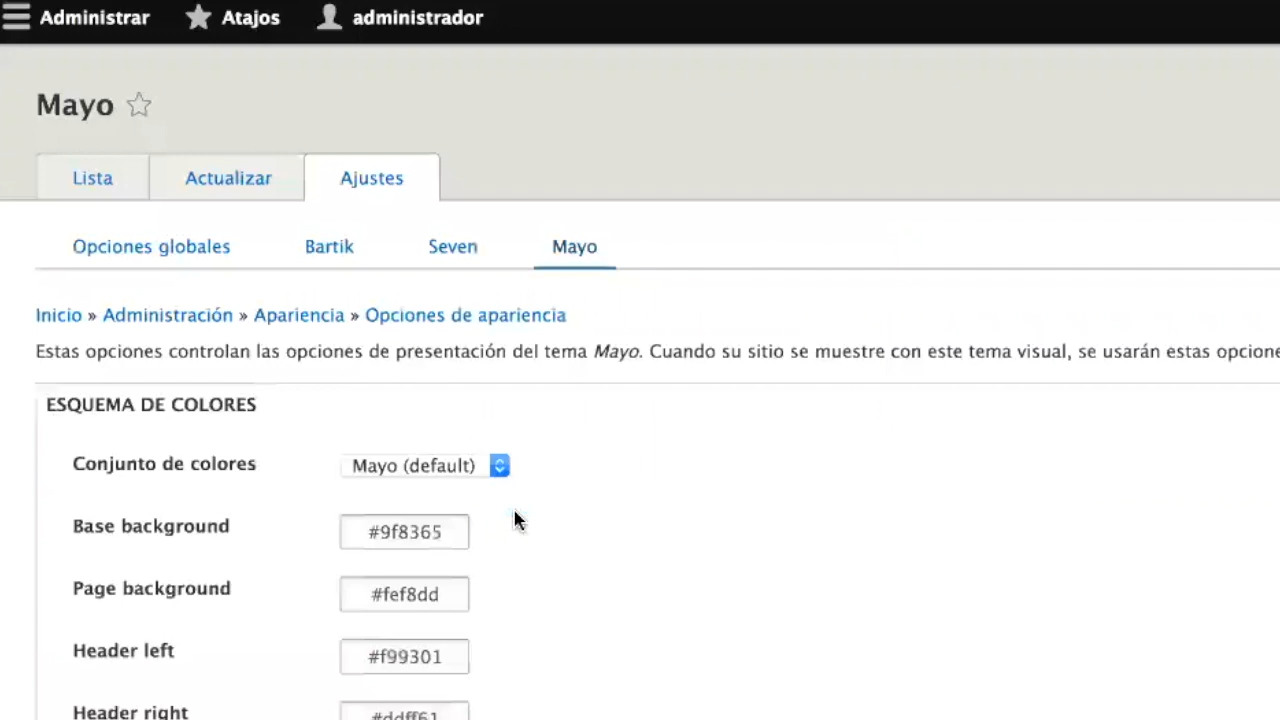 Administrar Atajos administrador
Mayo
Lista Actualizar Ajustes
Opciones globales Bartik Seven Mayo
Inicio » Administración » Apariencia » Opciones de apariencia
Estas opciones controlan las opciones de presentación del tema Mayo. Cuando su sitio se muestre con este tema visual, se usarán estas opcione
ESQUEMA DE COLORES
Conjunto de colores Mayo (default)
Base background #9f8365
Page background #fef8dd
Header left #f99301
Header right #ddff61